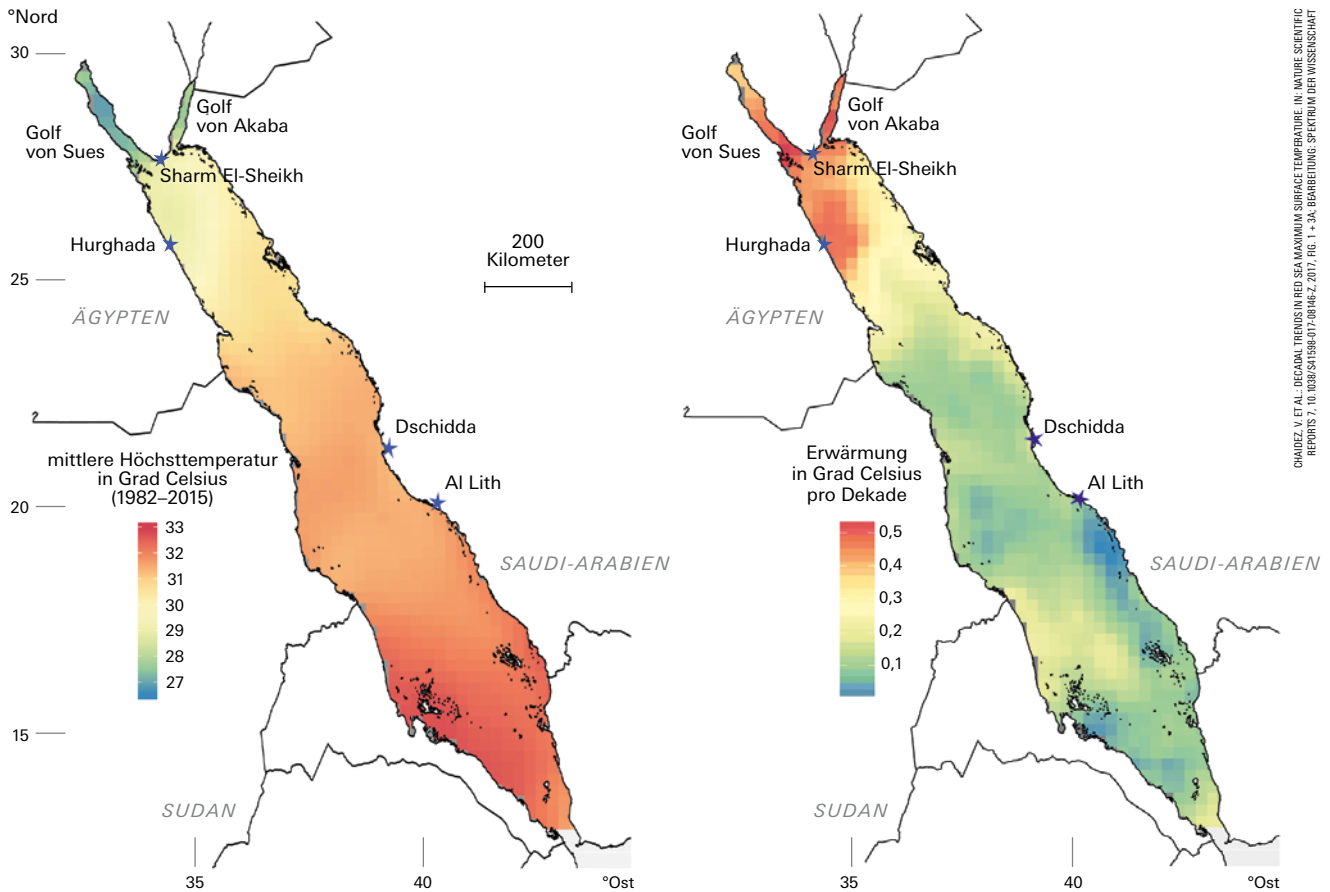 °Nord
30
25
20
15
Golf
von Sues
Golf
von Akaba
Sharm El-Sheikh
Hurghada
200
Kilometer
ÄGYPTEN
Dschidda
mittlere Höchsttemperatur
in Grad Celsius
(1982–2015)
Al Lith
33
32
31
30
29
28
27
SAUDI-ARABIEN
SUDAN
35
40
°Ost
Golf
von Sues
Golf
von Akaba
Sharm El-Sheikh
Hurghada
ÄGYPTEN
Dschidda
Erwärmung
in Grad Celsius
pro Dekade
Al Lith
0,5
0,4
0,3
0,2
0,1
SAUDI-ARABIEN
SUDAN
35
40
°Ost
CHAIDEZ, V. ET AL.: DECADAL TRENDS IN RED SEA MAXIMUM SURFACE TEMPERATURE. IN: NATURE SCIENTIFIC
REPORTS 7, 10.1038/S41598-017-08146-Z, 2017, FIG. 1 + 3A; BEARBEITUNG: SPEKTRUM DER WISSENSCHAFT